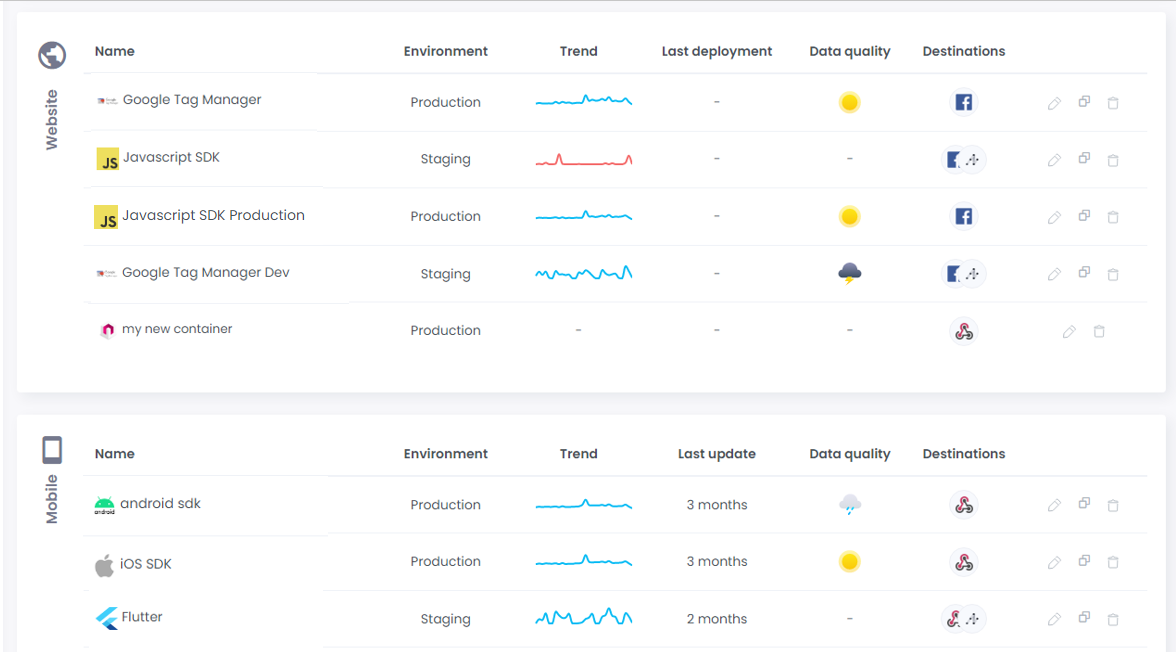 Website
Name Environment Trend Last deployment Data quality Destinations
Google Tag Manager Production - 
JS Javascript SDK Staging - -
JS Javascript SDK Production Production -
Google Tag Manager Dev Staging -
my new container Production - - -
Mobile
Name Environment Trend Last update Data quality Destinations
android android sdk Production 3 months
iOS SDK Production 3 months
Flutter Staging 2 months -